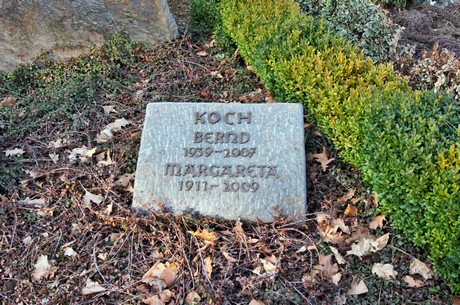 KOCH
BERND
1939-2007
MARGARETA
1911-2009